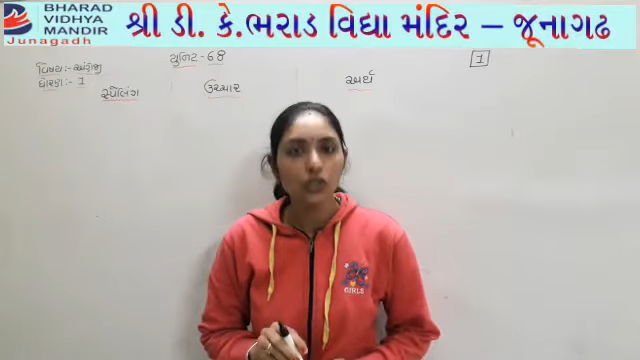 BHARAD
VIDHYA
MANDIR
Junagadh
શ્રી ડી. કે.ભરાડ વિદ્યા મંદિર – જૂનાગઢ
યુનિટ - 68
1
વિષય:- અંગ્રેજી
ધોરણ:- 1
સ્પેલિંગ ઉચ્ચાર અર્થ
GIRLS